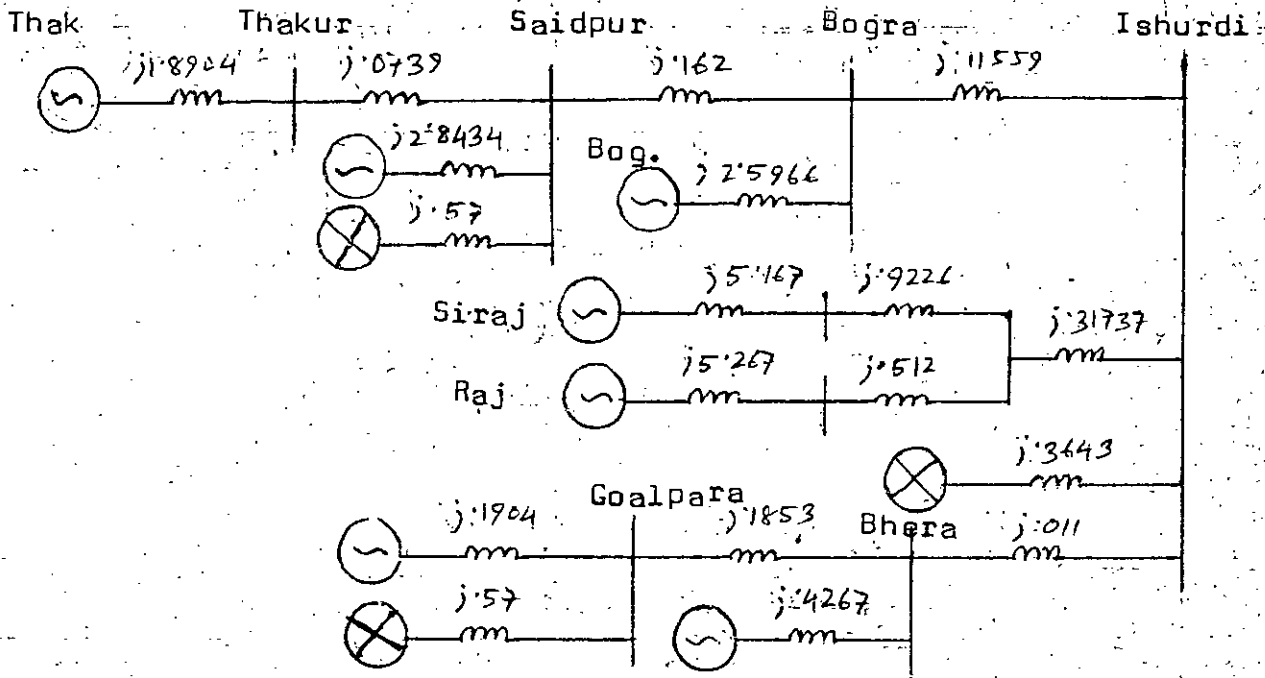 Thak Thakur Saidpur Bogra Ishurdi
j1.8904 j.0739 j.162 j.11559
j2.8434 Bog. j2.5966
j.57
Siraj j5.167 j.9226 j.31737
Raj j5.267 j.512
j.3643
Goalpara Bhera
j.1904 j.1853 j.011
j.57 j.4267